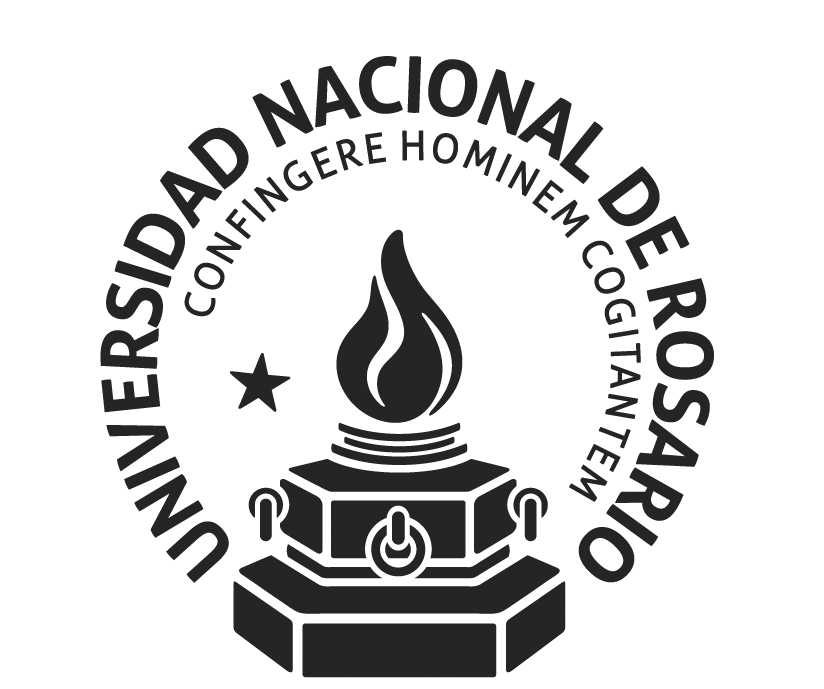 UNIVERSIDAD NACIONAL DE ROSARIO
CONFINGERE HOMINEM COGITANTEM